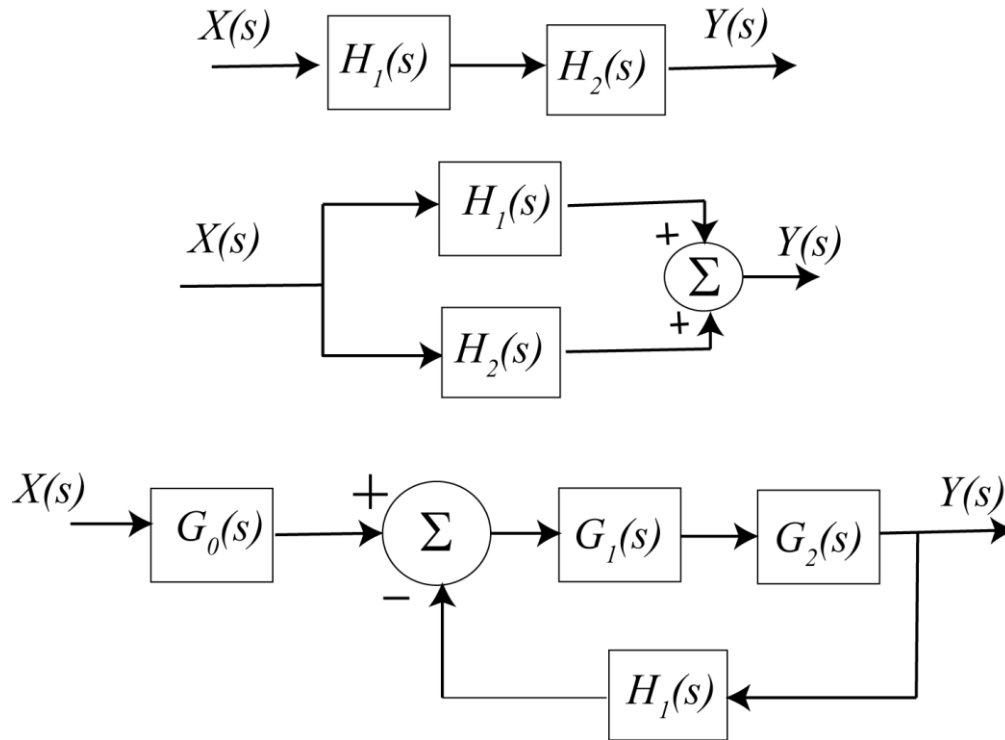 X(s) H₁(s) H₂(s) Y(s)
H₁(s)
X(s) + Σ Y(s)
+
H₂(s)
X(s) G₀(s) + Σ G₁(s) G₂(s) Y(s)
−
H₁(s)